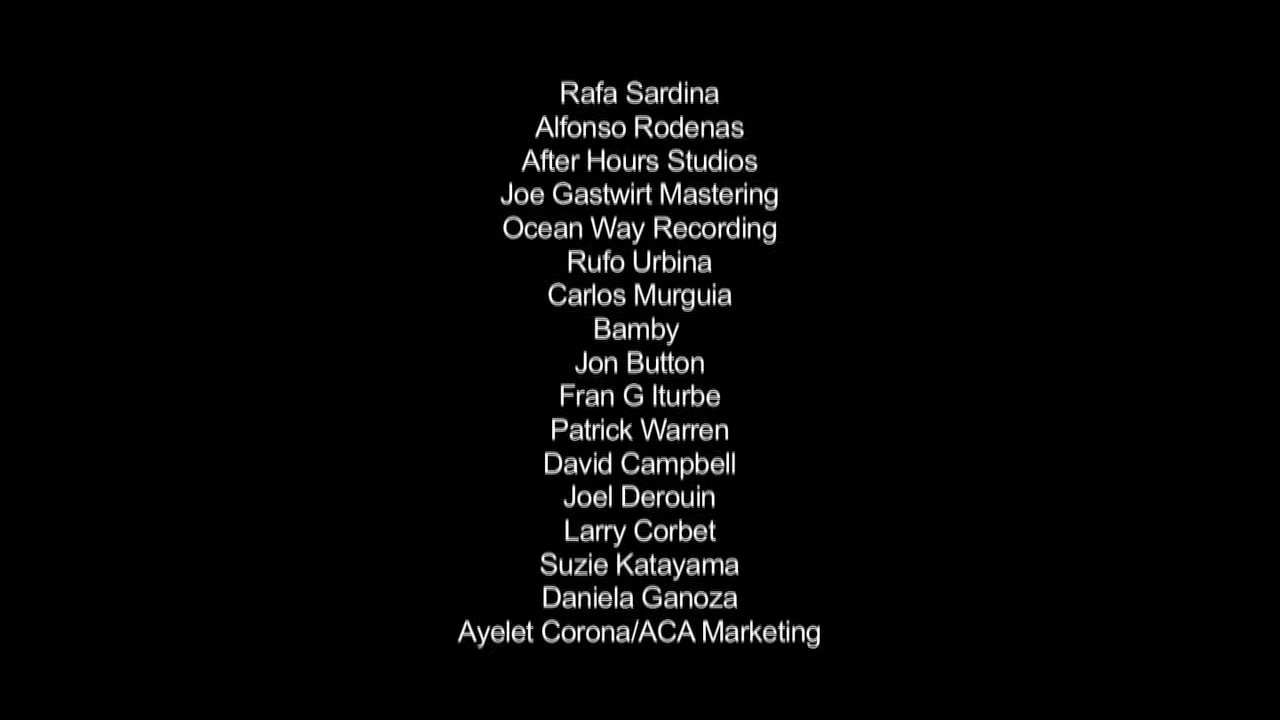 Rafa Sardina
Alfonso Rodenas
After Hours Studios
Joe Gastwirt Mastering
Ocean Way Recording
Rufo Urbina
Carlos Murguia
Bamby
Jon Button
Fran G Iturbe
Patrick Warren
David Campbell
Joel Derouin
Larry Corbet
Suzie Katayama
Daniela Ganoza
Ayelet Corona/ACA Marketing